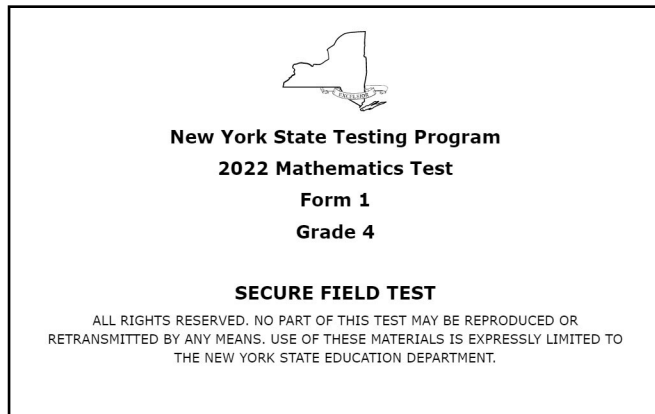 EXCELSIOR
New York State Testing Program
2022 Mathematics Test
Form 1
Grade 4
SECURE FIELD TEST
ALL RIGHTS RESERVED. NO PART OF THIS TEST MAY BE REPRODUCED OR
RETRANSMITTED BY ANY MEANS. USE OF THESE MATERIALS IS EXPRESSLY LIMITED TO
THE NEW YORK STATE EDUCATION DEPARTMENT.